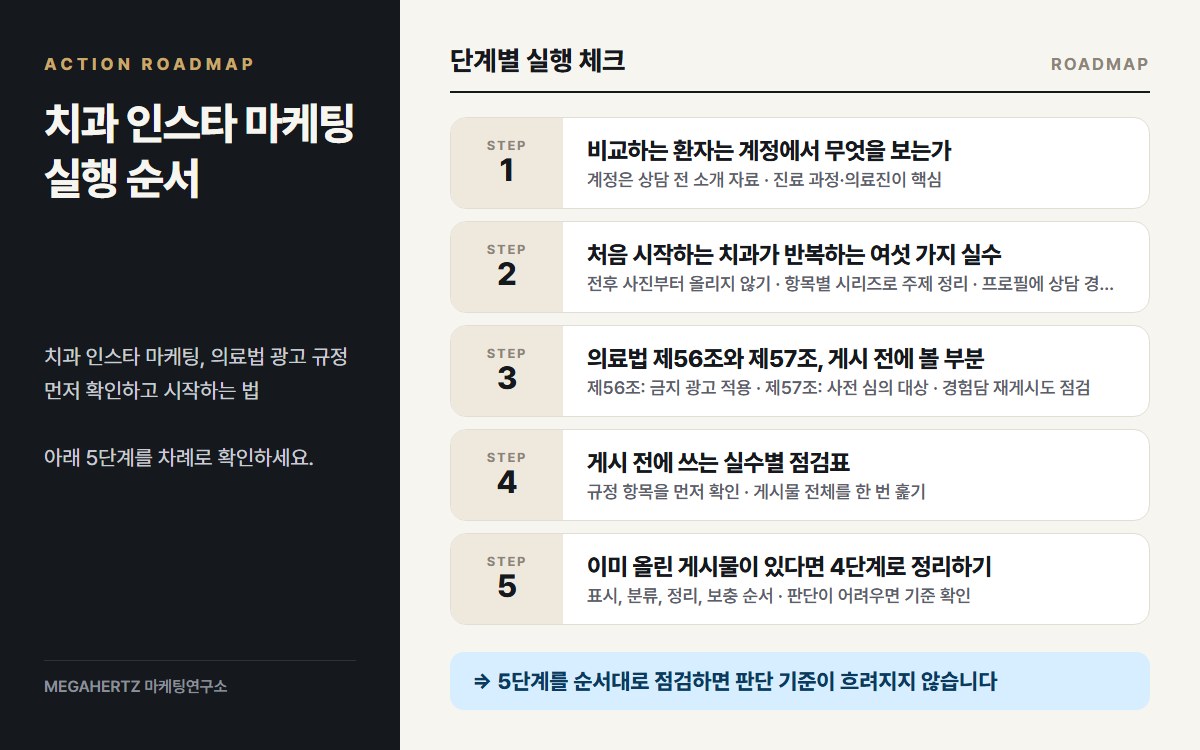 ACTION ROADMAP
치과 인스타 마케팅
실행 순서
치과 인스타 마케팅, 의료법 광고 규정
먼저 확인하고 시작하는 법
아래 5단계를 차례로 확인하세요.
MEGAHERTZ 마케팅연구소
단계별 실행 체크
ROADMAP
STEP
1
비교하는 환자는 계정에서 무엇을 보는가
계정은 상담 전 소개 자료 · 진료 과정·의료진이 핵심
STEP
2
처음 시작하는 치과가 반복하는 여섯 가지 실수
전후 사진부터 올리지 않기 · 항목별 시리즈로 주제 정리 · 프로필에 상담 경...
STEP
3
의료법 제56조와 제57조, 게시 전에 볼 부분
제56조: 금지 광고 적용 · 제57조: 사전 심의 대상 · 경험담 재게시도 점검
STEP
4
게시 전에 쓰는 실수별 점검표
규정 항목을 먼저 확인 · 게시물 전체를 한 번 훑기
STEP
5
이미 올린 게시물이 있다면 4단계로 정리하기
표시, 분류, 정리, 보충 순서 · 판단이 어려우면 기준 확인
→ 5단계를 순서대로 점검하면 판단 기준이 흐려지지 않습니다